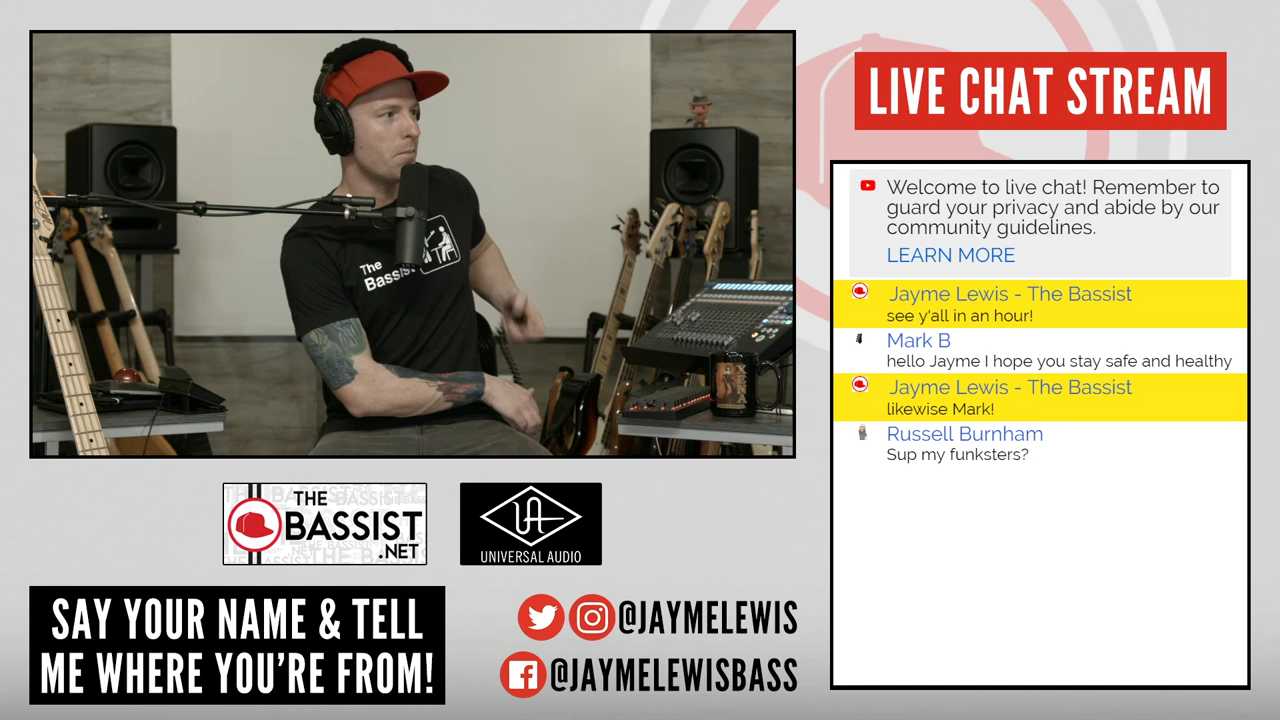 The
Bassist
THE
BASSIST
.NET
UNIVERSAL AUDIO
SAY YOUR NAME & TELL
ME WHERE YOU'RE FROM!
@JAYMELEWIS
@JAYMELEWISBASS
LIVE CHAT STREAM
Welcome to live chat! Remember to
guard your privacy and abide by our
community guidelines.
LEARN MORE
Jayme Lewis - The Bassist
see y'all in an hour!
Mark B
hello Jayme I hope you stay safe and healthy
Jayme Lewis - The Bassist
likewise Mark!
Russell Burnham
Sup my funksters?